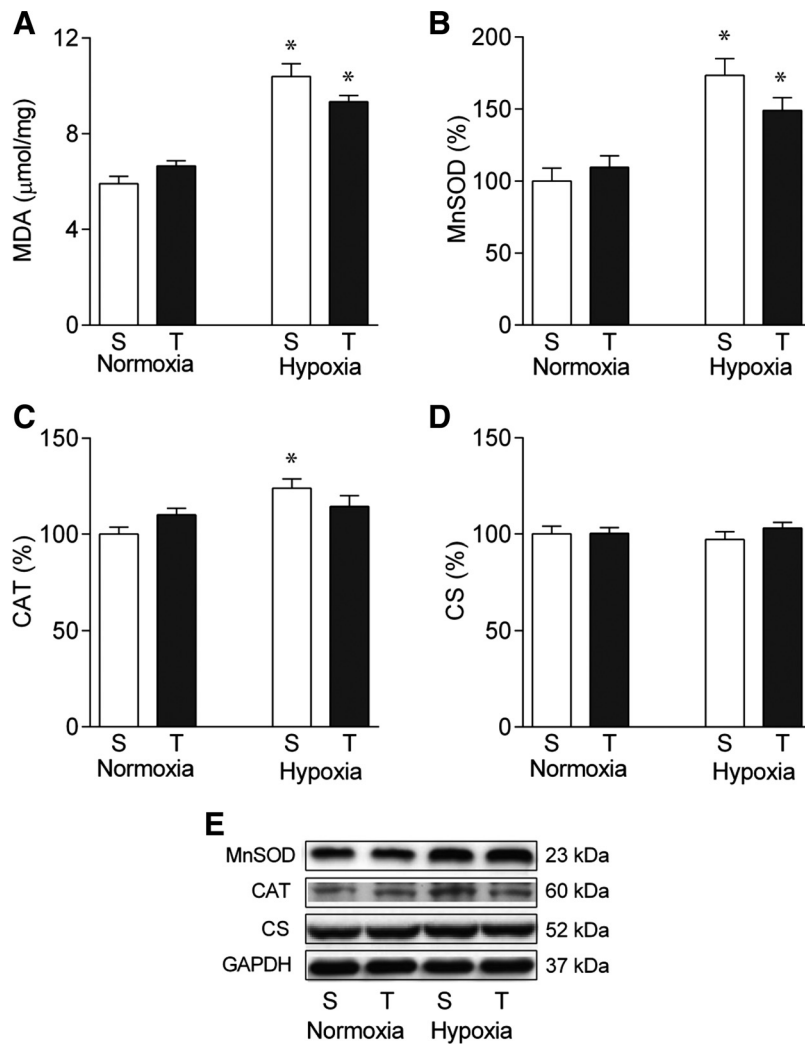 A
MDA (μmol/mg)
12
8
4
0
*
*
S T S T
Normoxia Hypoxia
B
MnSOD (%)
200
150
100
50
0
*
*
S T S T
Normoxia Hypoxia
C
CAT (%)
150
100
50
0
*
S T S T
Normoxia Hypoxia
D
CS (%)
150
100
50
0
S T S T
Normoxia Hypoxia
E
MnSOD 23 kDa
CAT 60 kDa
CS 52 kDa
GAPDH 37 kDa
S T S T
Normoxia Hypoxia